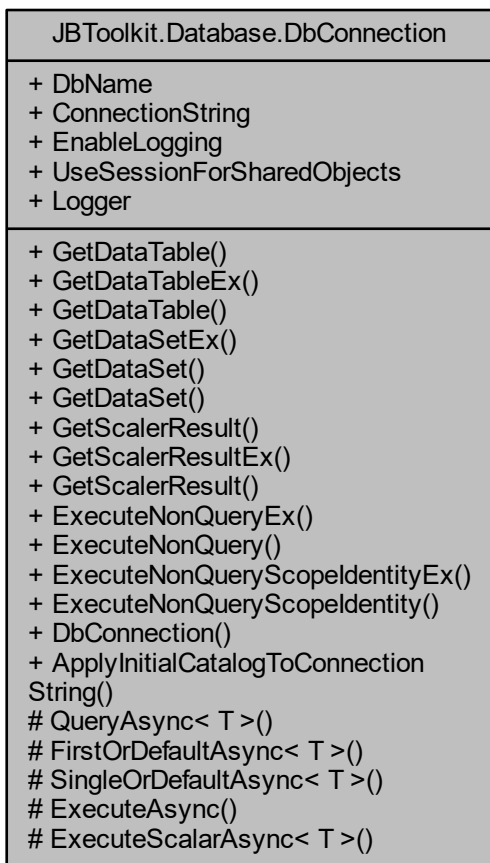 JBToolkit.Database.DbConnection
+ DbName
+ ConnectionString
+ EnableLogging
+ UseSessionForSharedObjects
+ Logger
+ GetDataTable()
+ GetDataTableEx()
+ GetDataTable()
+ GetDataSetEx()
+ GetDataSet()
+ GetDataSet()
+ GetScalerResult()
+ GetScalerResultEx()
+ GetScalerResult()
+ ExecuteNonQueryEx()
+ ExecuteNonQuery()
+ ExecuteNonQueryScopeIdentityEx()
+ ExecuteNonQueryScopeIdentity()
+ DbConnection()
+ ApplyInitialCatalogToConnection
String()
# QueryAsync< T >()
# FirstOrDefaultAsync< T >()
# SingleOrDefaultAsync< T >()
# ExecuteAsync()
# ExecuteScalarAsync< T >()